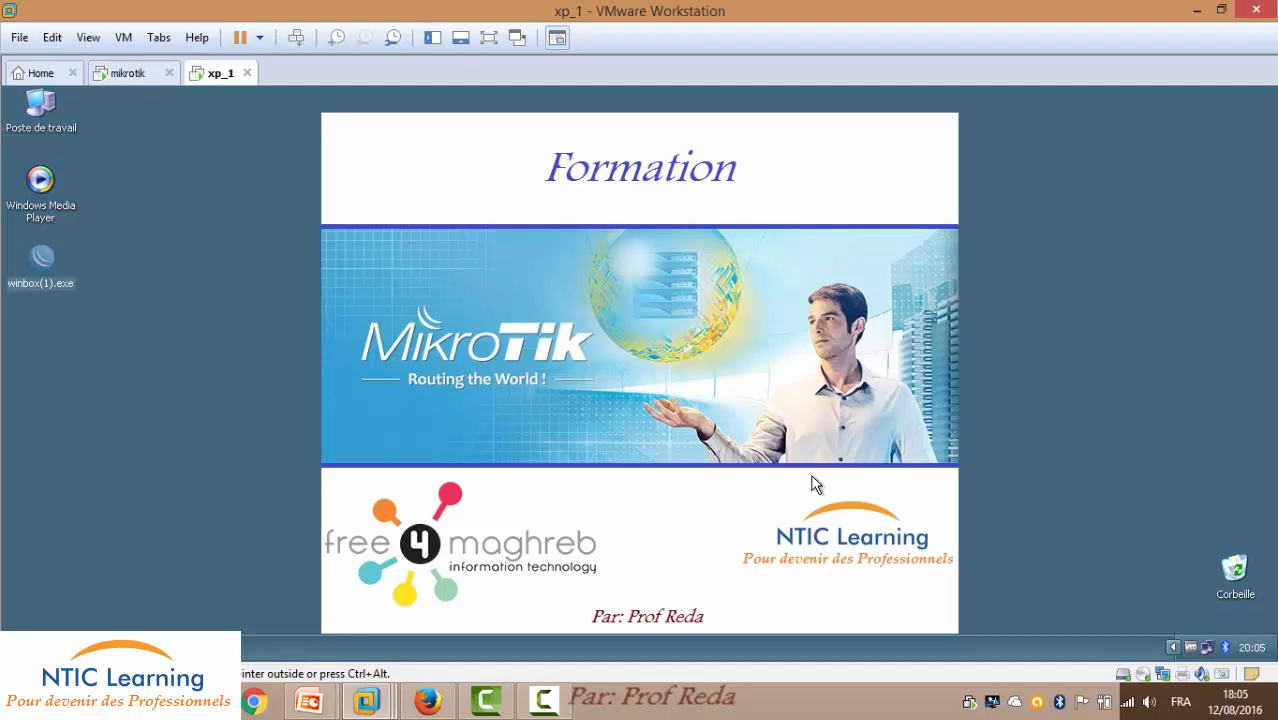 xp_1 - VMware Workstation
File Edit View VM Tabs Help
Home mikrotik xp_1
Poste de travail
Windows Media
Player
winbox(1).exe
Formation
MikroTik
Routing the World !
free 4 maghreb
information technology
NTIC Learning
Pour devenir des Professionnels
Par: Prof Reda
Corbeille
20:05
NTIC Learning
Pour devenir des Professionnels
inter outside or press Ctrl+Alt.
Par: Prof Reda
FRA
18:05
12/08/2016